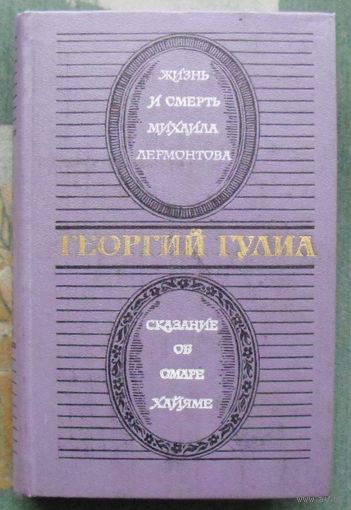 ЖИЗНЬ
И СМЕРТЬ
МИХАИЛА
ЛЕРМОНТОВА
ГЕОРГИЙ ГУЛИА
СКАЗАНИЕ
ОБ
ОМАРЕ
ХАЙЯМЕ